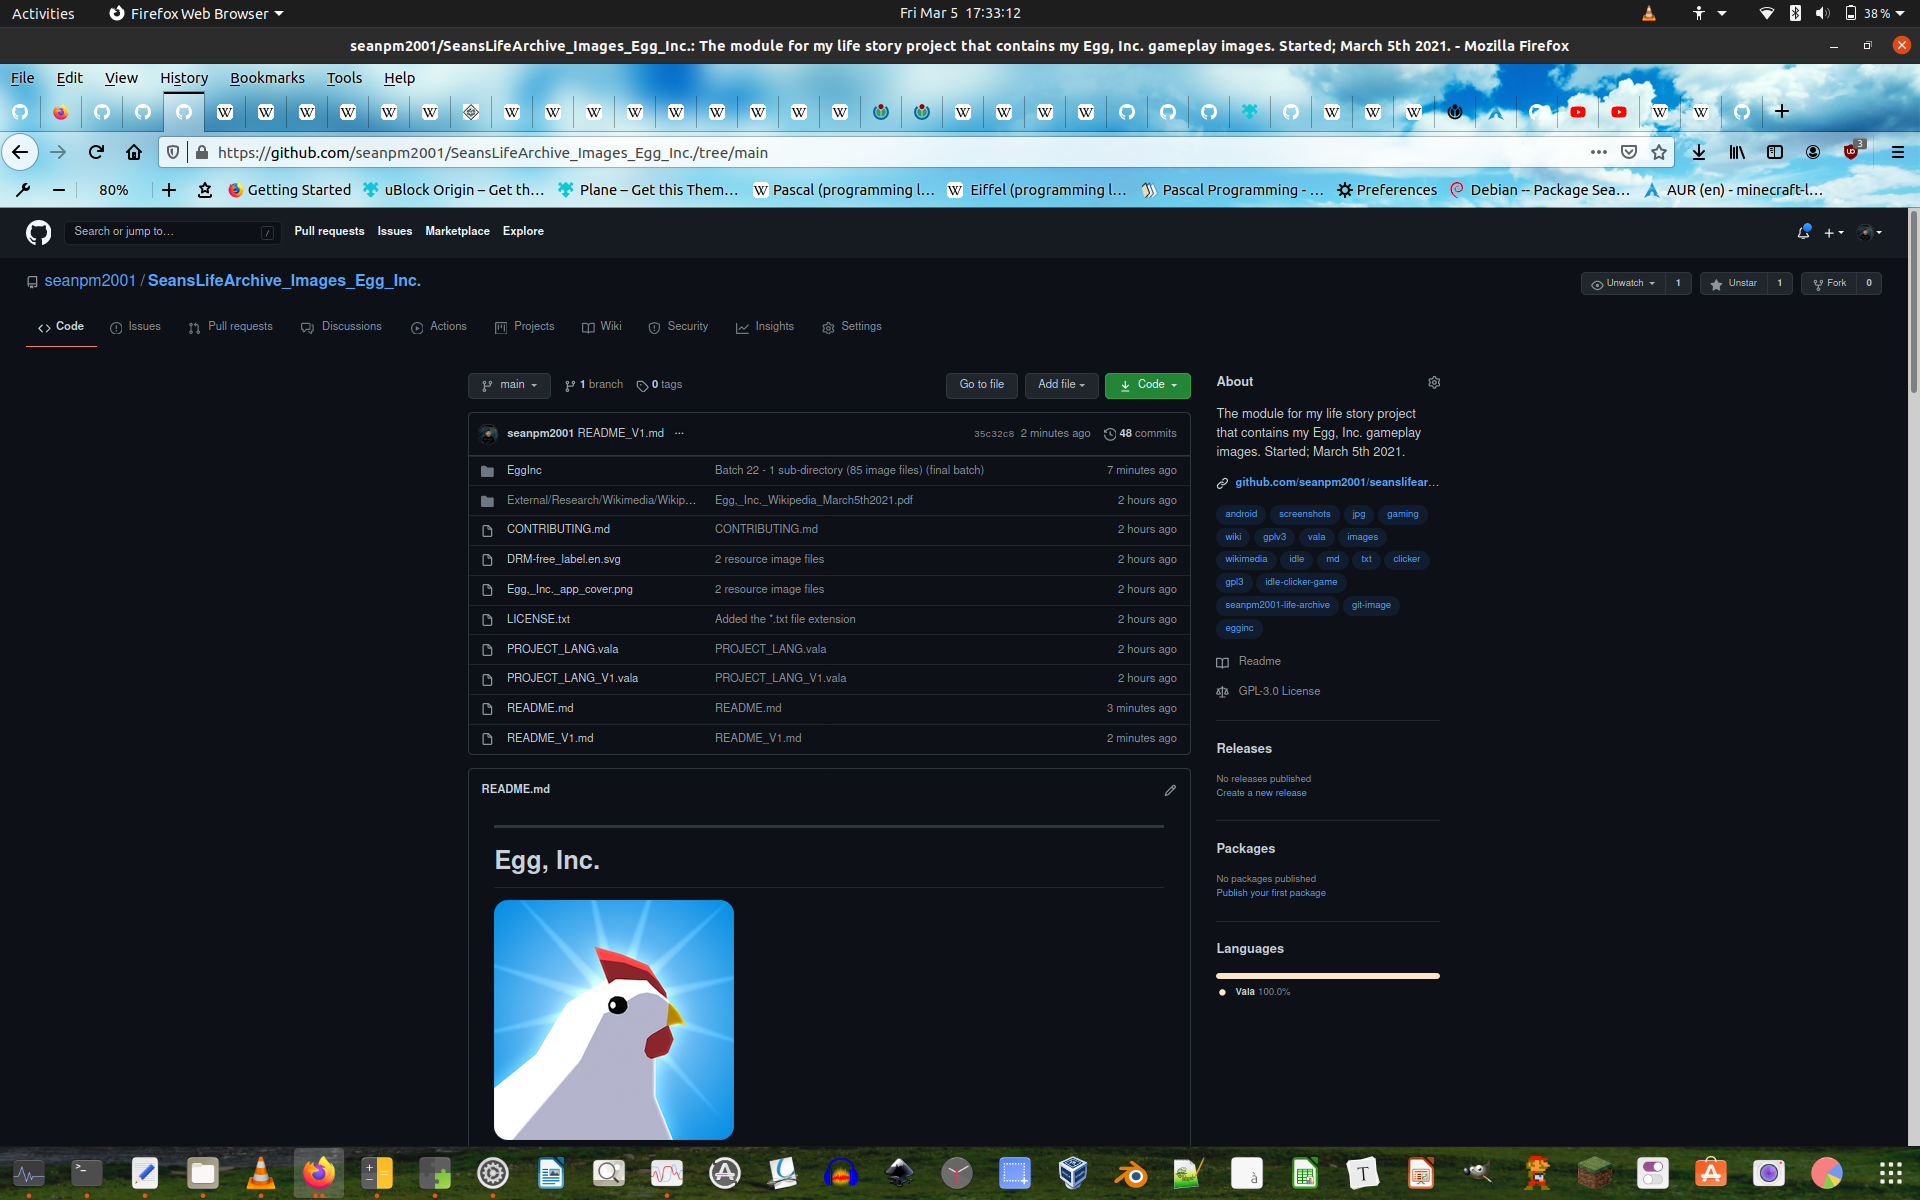 Activities Firefox Web Browser Fri Mar 5 17:33:12 38%
seanpm2001/SeansLifeArchive_Images_Egg_Inc.: The module for my life story project that contains my Egg, Inc. gameplay images. Started; March 5th 2021. - Mozilla Firefox
File Edit View History Bookmarks Tools Help
https://github.com/seanpm2001/SeansLifeArchive_Images_Egg_Inc./tree/main 3
80% Getting Started uBlock Origin – Get th… Plane – Get this Them… Pascal (programming l… Eiffel (programming l… Pascal Programming - … Preferences Debian -- Package Sea… AUR (en) - minecraft-l…
Search or jump to… / Pull requests Issues Marketplace Explore
seanpm2001 / SeansLifeArchive_Images_Egg_Inc. Unwatch 1 Unstar 1 Fork 0
Code Issues Pull requests Discussions Actions Projects Wiki Security Insights Settings
main 1 branch 0 tags Go to file Add file Code
seanpm2001 README_V1.md ... 35c32c8 2 minutes ago 48 commits
EggInc Batch 22 - 1 sub-directory (85 image files) (final batch) 7 minutes ago
External/Research/Wikimedia/Wikip... Egg,_Inc._Wikipedia_March5th2021.pdf 2 hours ago
CONTRIBUTING.md CONTRIBUTING.md 2 hours ago
DRM-free_label.en.svg 2 resource image files 2 hours ago
Egg,_Inc._app_cover.png 2 resource image files 2 hours ago
LICENSE.txt Added the *.txt file extension 2 hours ago
PROJECT_LANG.vala PROJECT_LANG.vala 2 hours ago
PROJECT_LANG_V1.vala PROJECT_LANG_V1.vala 2 hours ago
README.md README.md 3 minutes ago
README_V1.md README_V1.md 2 minutes ago
README.md
Egg, Inc.
About
The module for my life story project
that contains my Egg, Inc. gameplay
images. Started; March 5th 2021.
github.com/seanpm2001/seanslifear...
android screenshots jpg gaming
wiki gplv3 vala images
wikimedia idle md txt clicker
gpl3 idle-clicker-game
seanpm2001-life-archive git-image
egginc
Readme
GPL-3.0 License
Releases
No releases published
Create a new release
Packages
No packages published
Publish your first package
Languages
Vala 100.0%